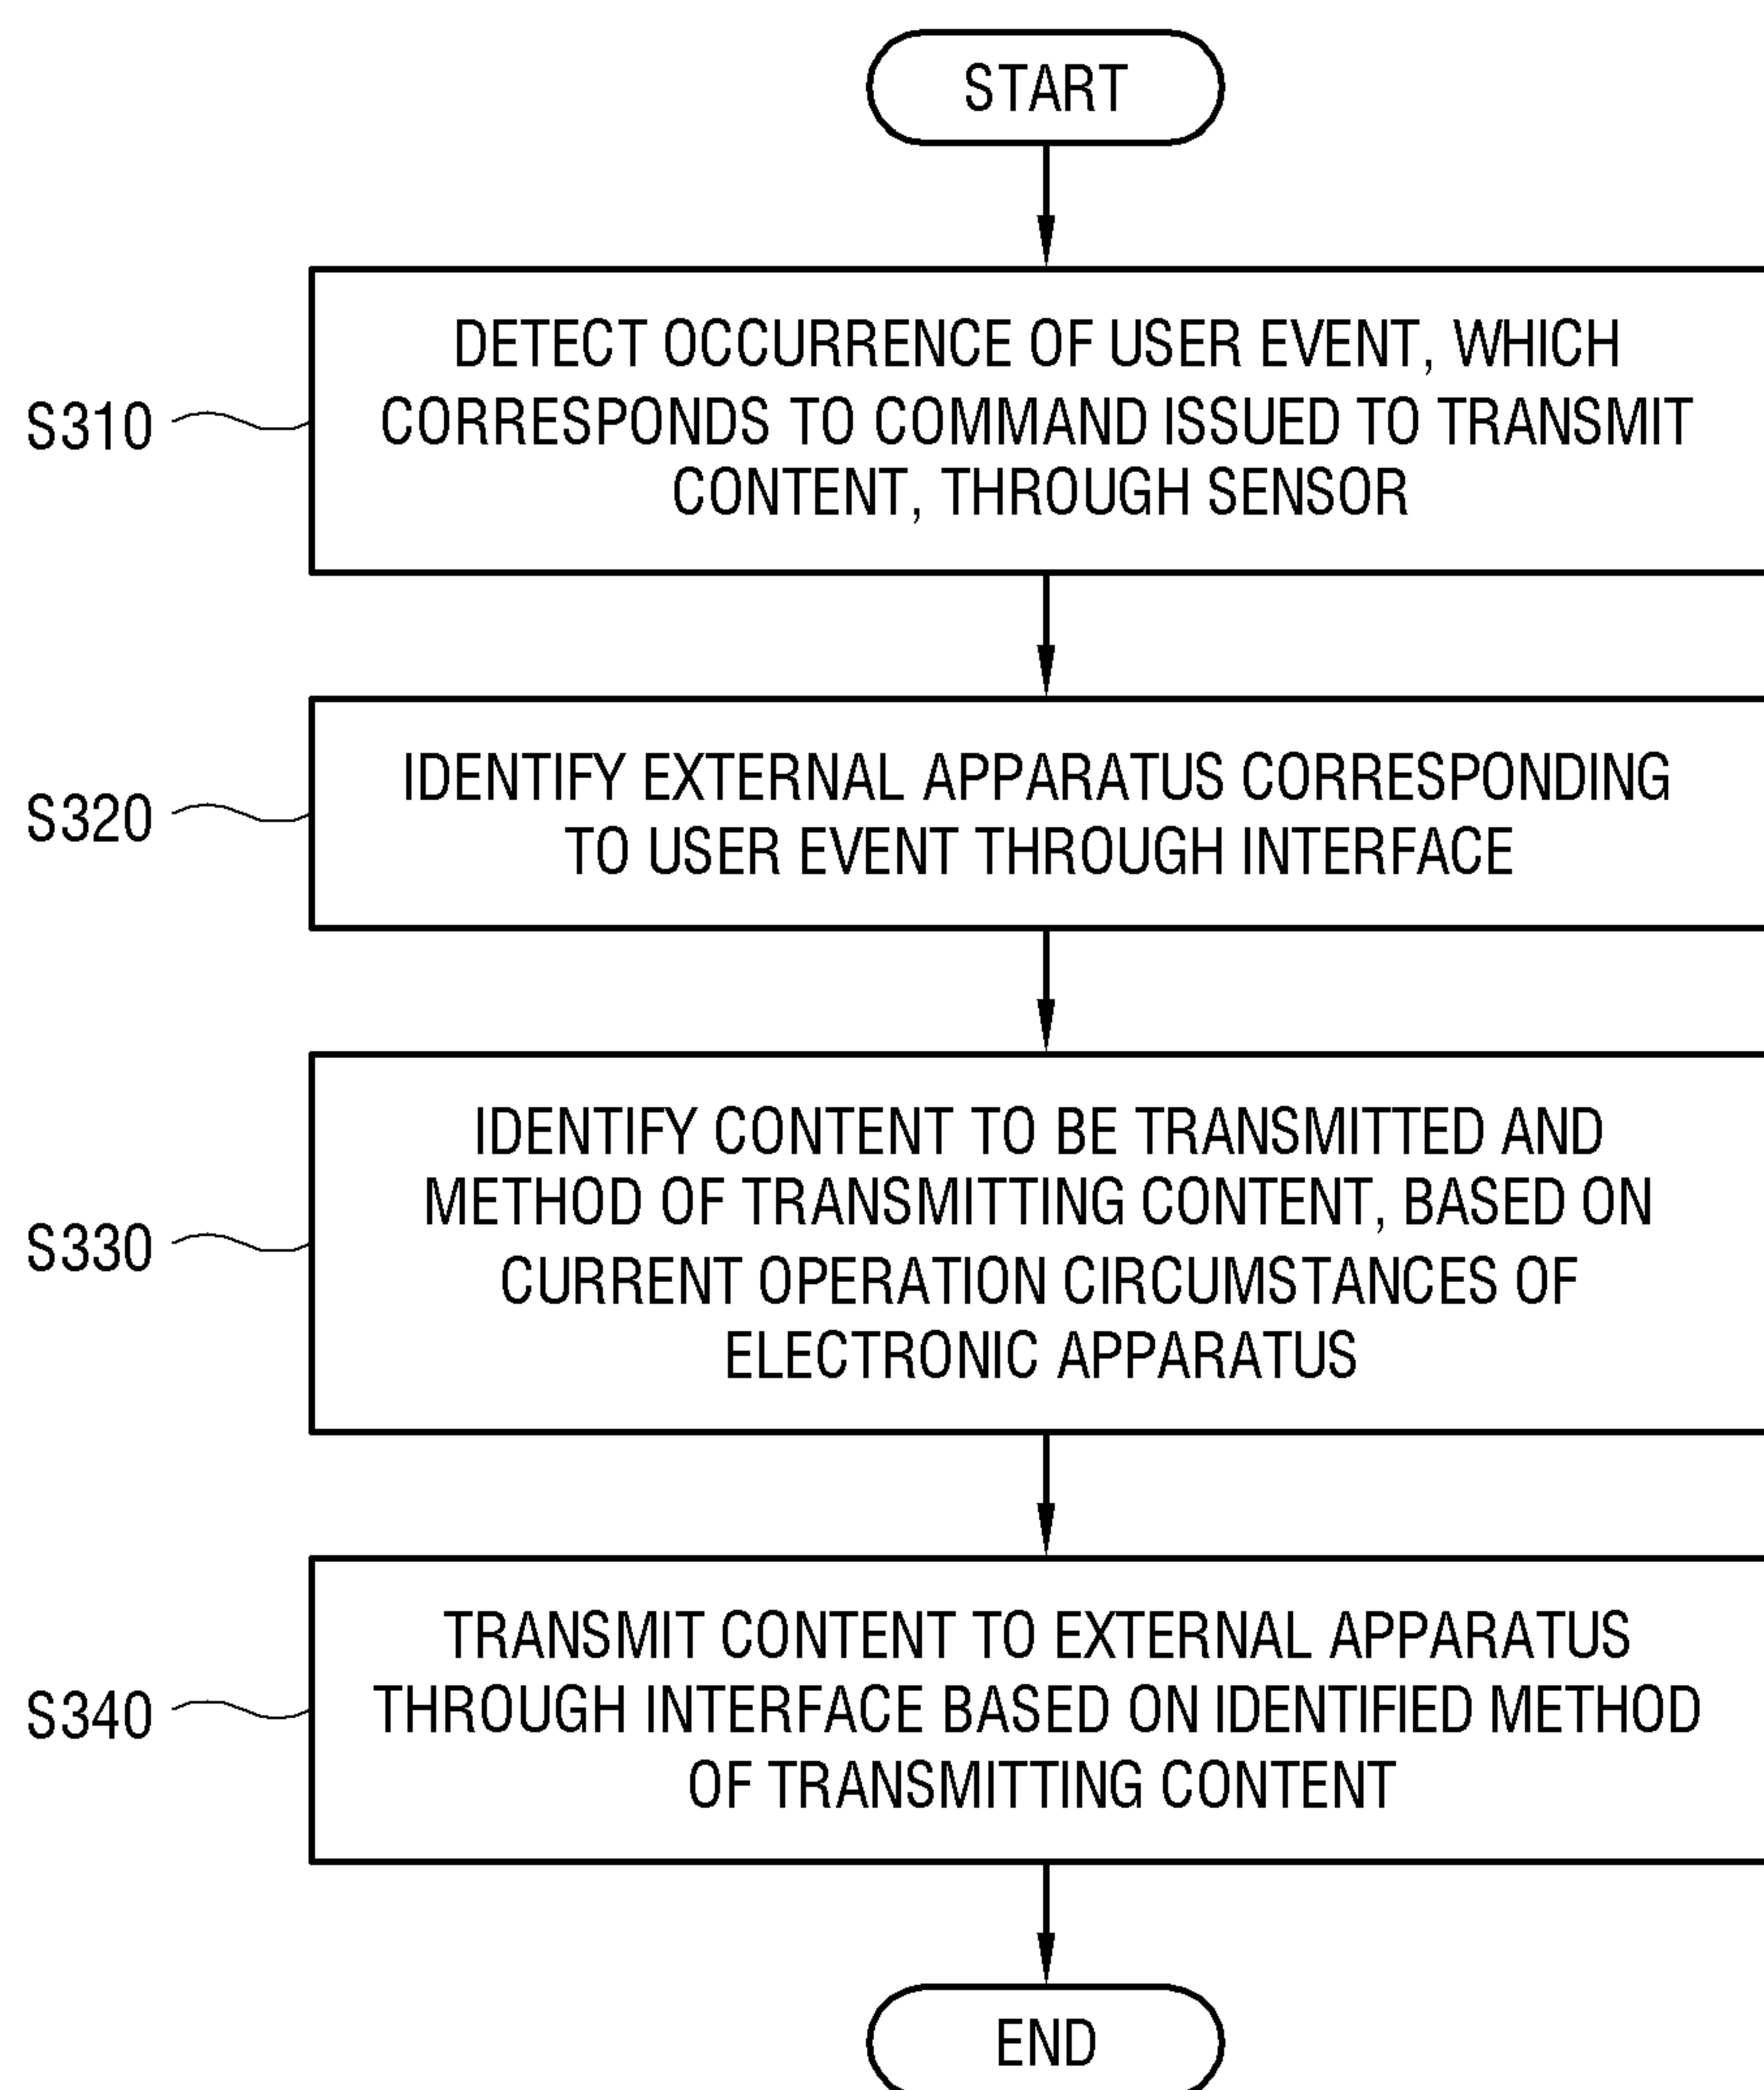 START
S310
DETECT OCCURRENCE OF USER EVENT, WHICH
CORRESPONDS TO COMMAND ISSUED TO TRANSMIT
CONTENT, THROUGH SENSOR
S320
IDENTIFY EXTERNAL APPARATUS CORRESPONDING
TO USER EVENT THROUGH INTERFACE
S330
IDENTIFY CONTENT TO BE TRANSMITTED AND
METHOD OF TRANSMITTING CONTENT, BASED ON
CURRENT OPERATION CIRCUMSTANCES OF
ELECTRONIC APPARATUS
S340
TRANSMIT CONTENT TO EXTERNAL APPARATUS
THROUGH INTERFACE BASED ON IDENTIFIED METHOD
OF TRANSMITTING CONTENT
END